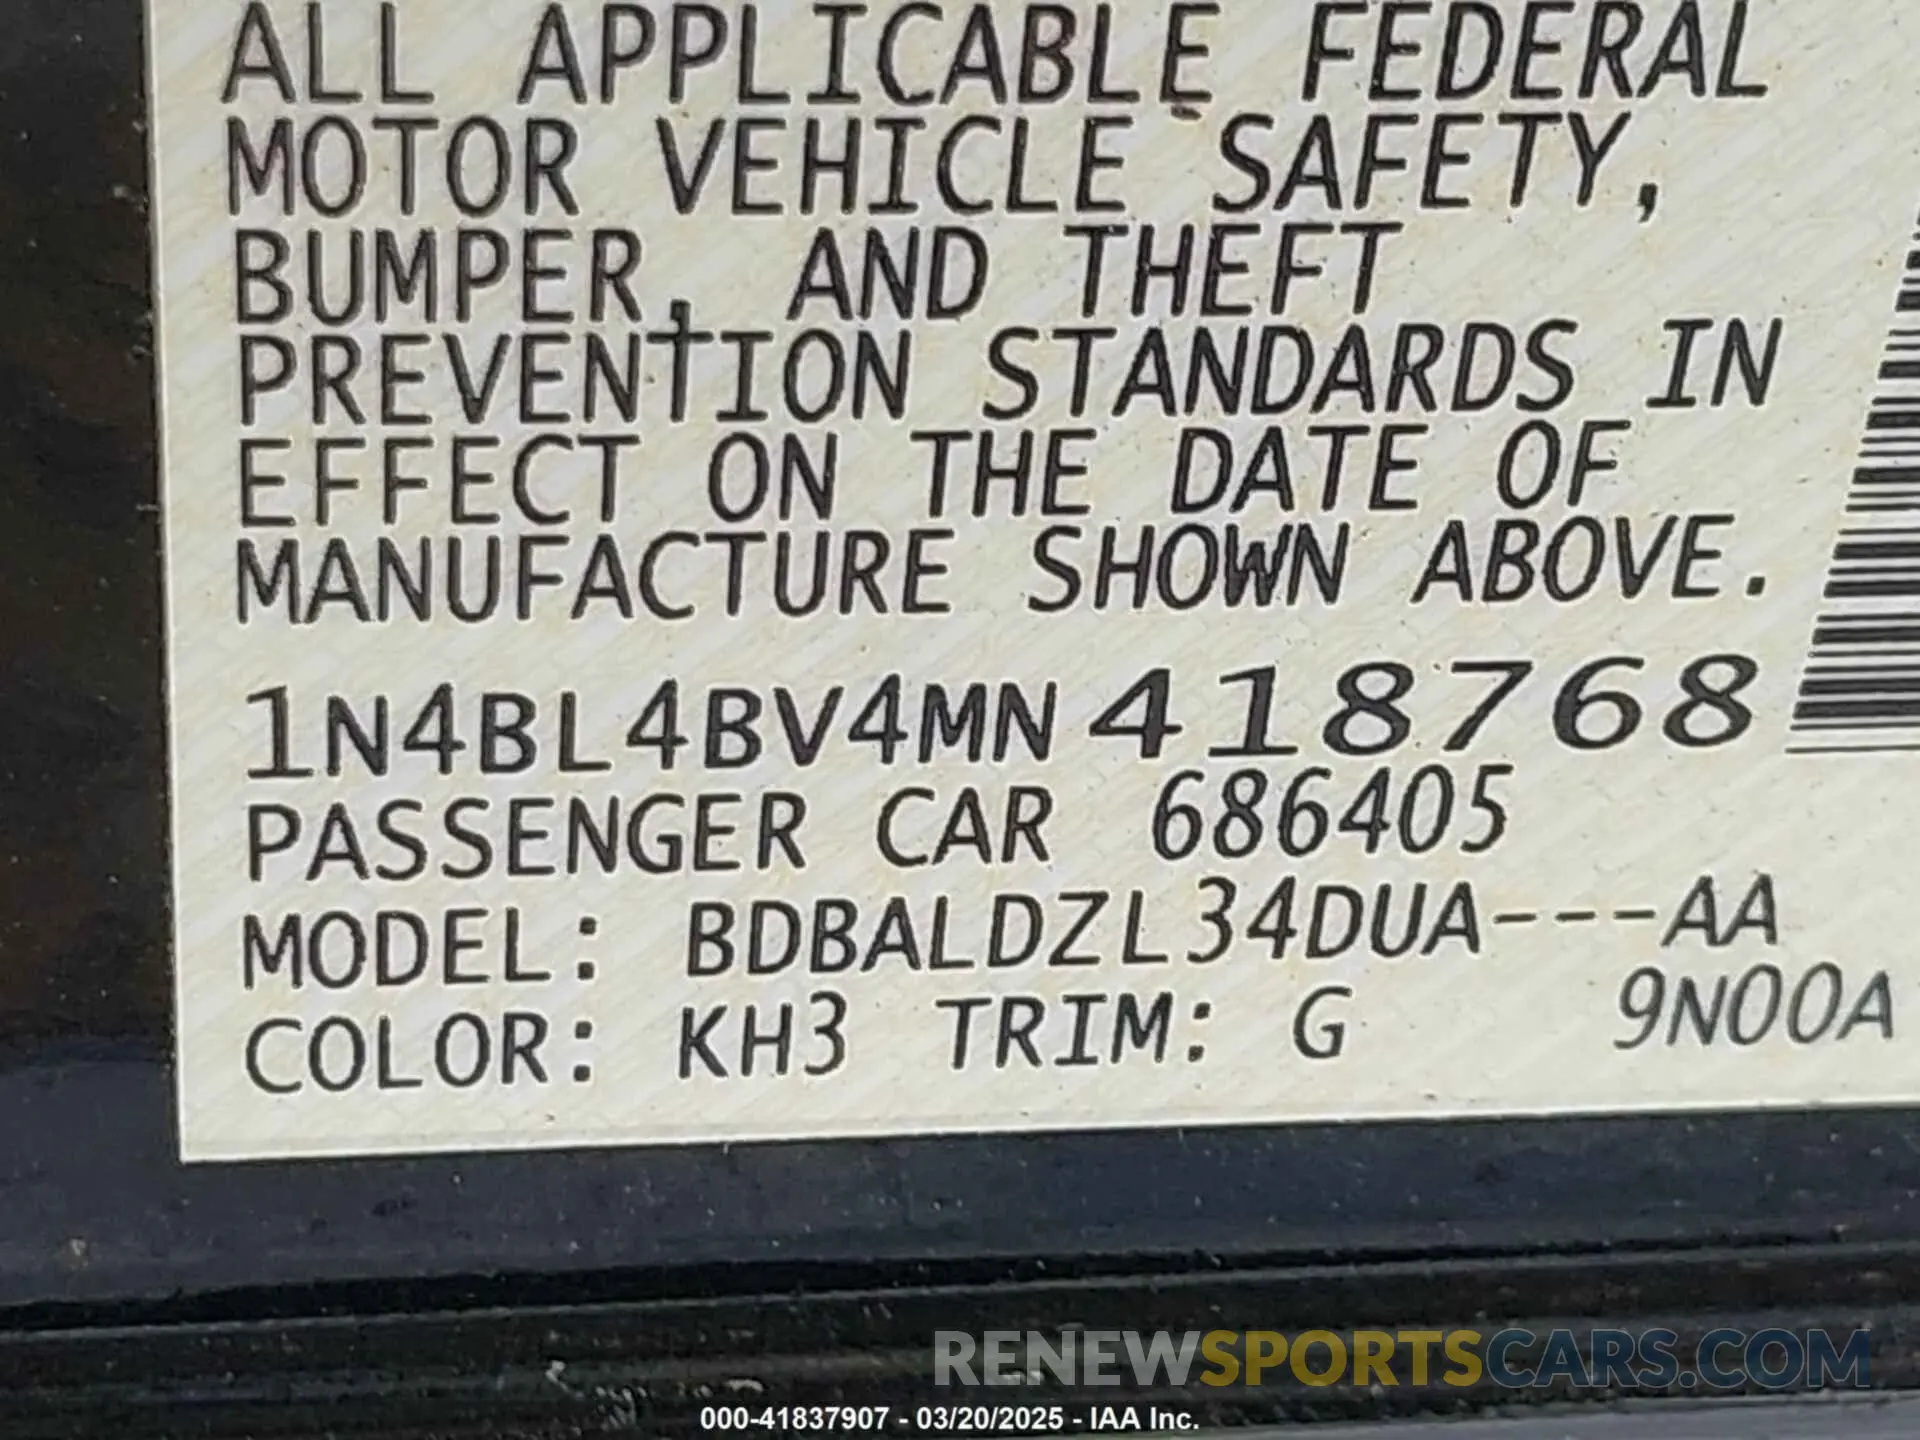 ALL APPLICABLE FEDERAL
MOTOR VEHICLE SAFETY,
BUMPER, AND THEFT
PREVENTION STANDARDS IN
EFFECT ON THE DATE OF
MANUFACTURE SHOWN ABOVE.
1N4BL4BV4MN418768
PASSENGER CAR 686405
MODEL: BDBALDZL34DUA---AA
COLOR: KH3 TRIM: G 9N00A
RENEWSPORTSCARS.COM
000-41837907 - 03/20/2025 - IAA Inc.